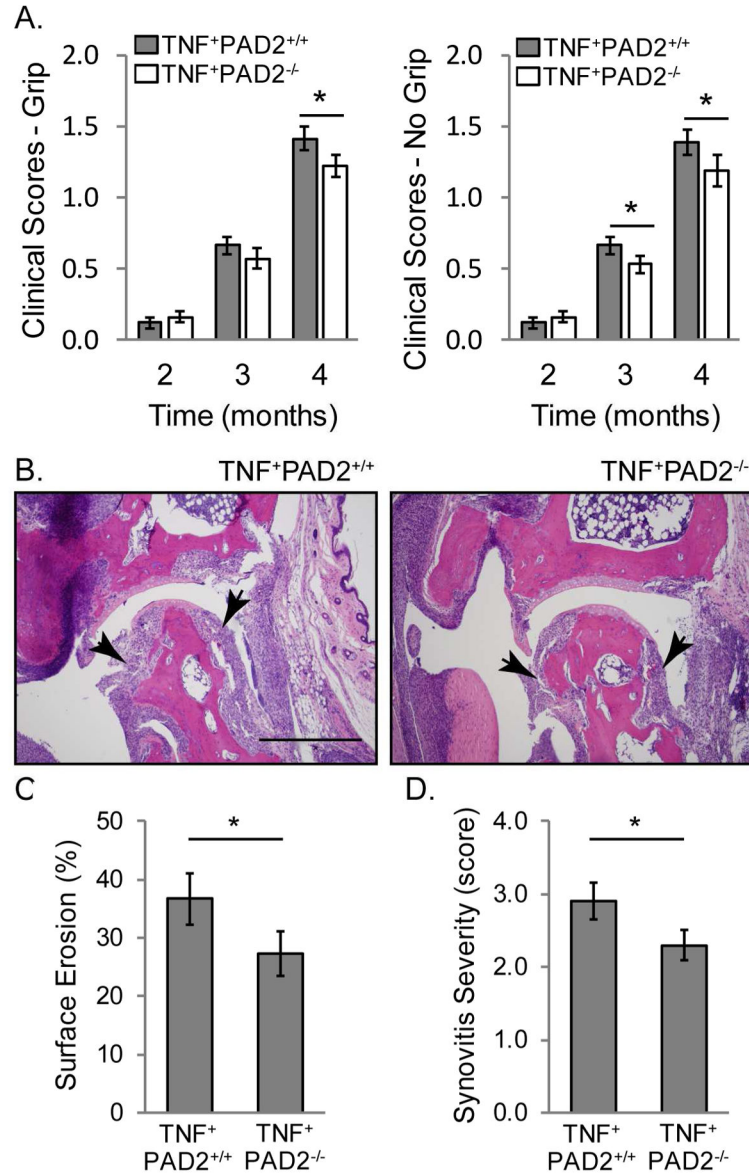 A.
Clinical Scores - Grip
TNF⁺PAD2⁺/⁺
TNF⁺PAD2⁻/⁻
2.0
1.5
1.0
0.5
0.0
*
2 3 4
Time (months)
Clinical Scores - No Grip
TNF⁺PAD2⁺/⁺
TNF⁺PAD2⁻/⁻
2.0
1.5
1.0
0.5
0.0
*
*
2 3 4
Time (months)
B.
TNF⁺PAD2⁺/⁺
TNF⁺PAD2⁻/⁻
C
Surface Erosion (%)
50
40
30
20
10
0
*
TNF⁺ TNF⁺
PAD2⁺/⁺ PAD2⁻/⁻
D.
Synovitis Severity (score)
4.0
3.0
2.0
1.0
0.0
*
TNF⁺ TNF⁺
PAD2⁺/⁺ PAD2⁻/⁻